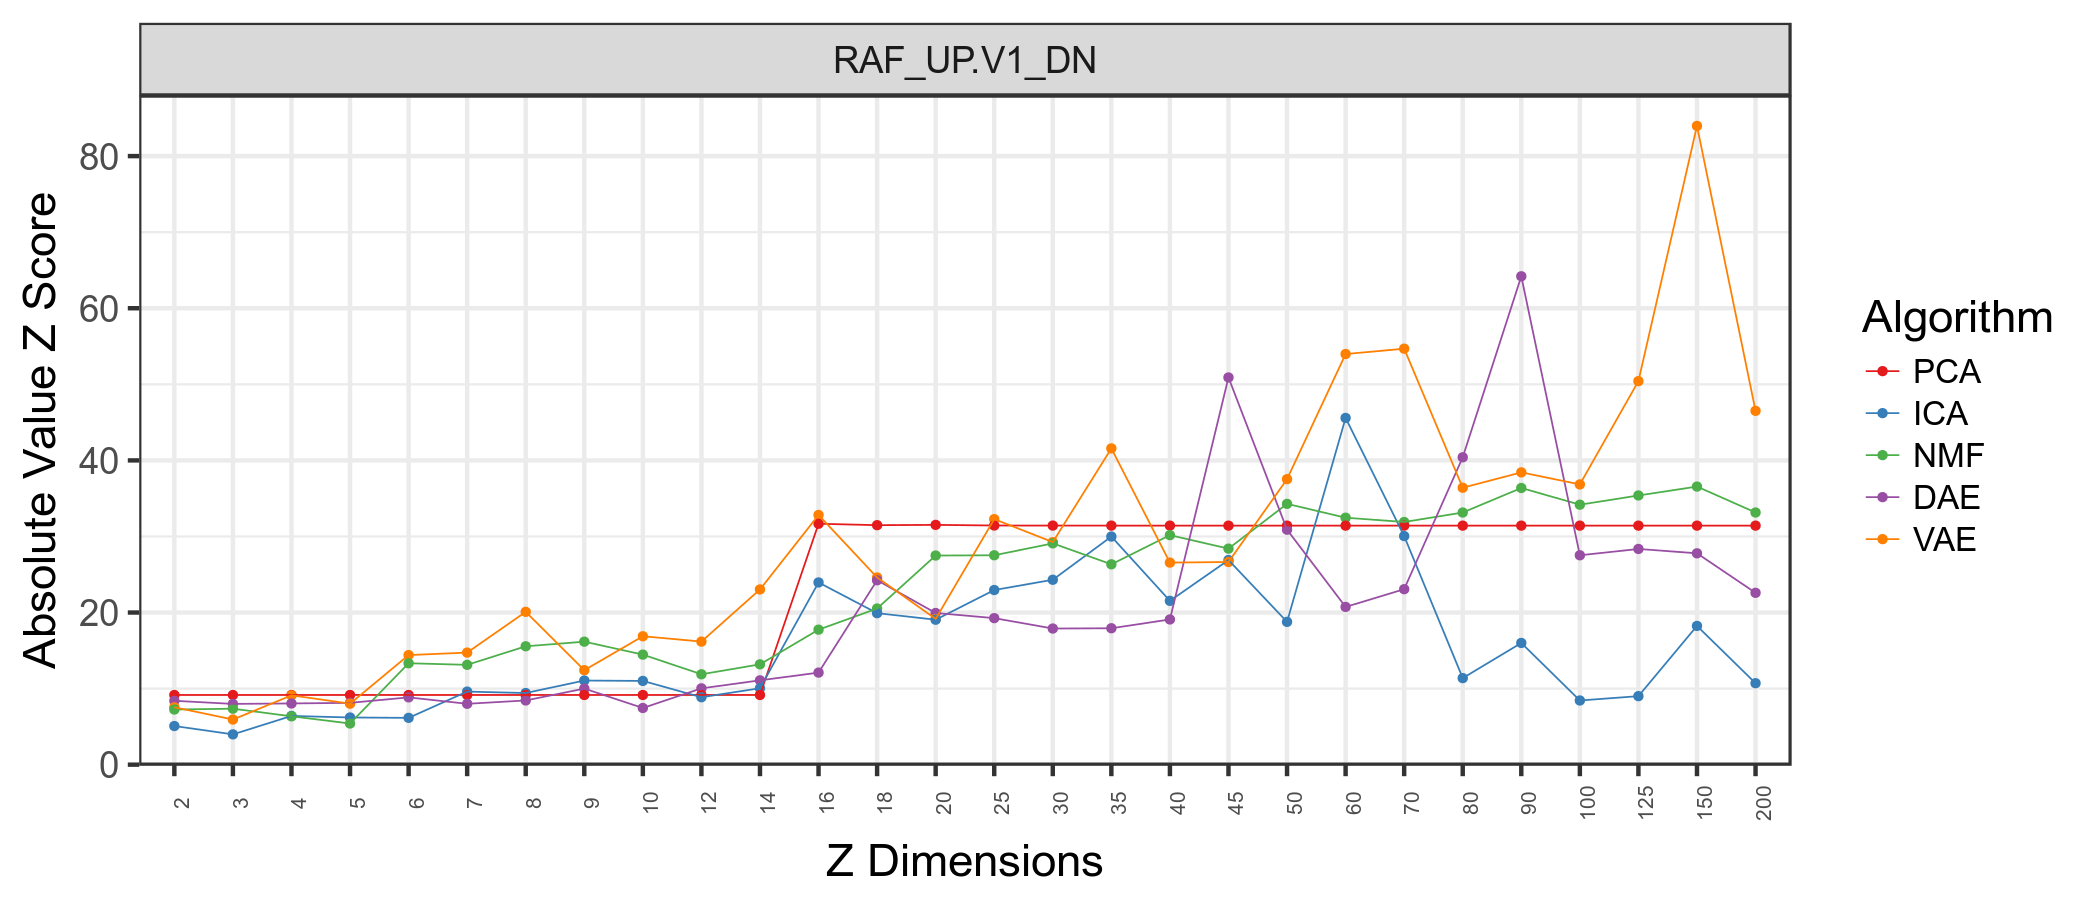 RAF_UP.V1_DN
Absolute Value Z Score
80
60
40
20
0
2 3 4 5 6 7 8 9 10 12 14 16 18 20 25 30 35 40 45 50 60 70 80 90 100 125 150 200
Z Dimensions
Algorithm
PCA
ICA
NMF
DAE
VAE